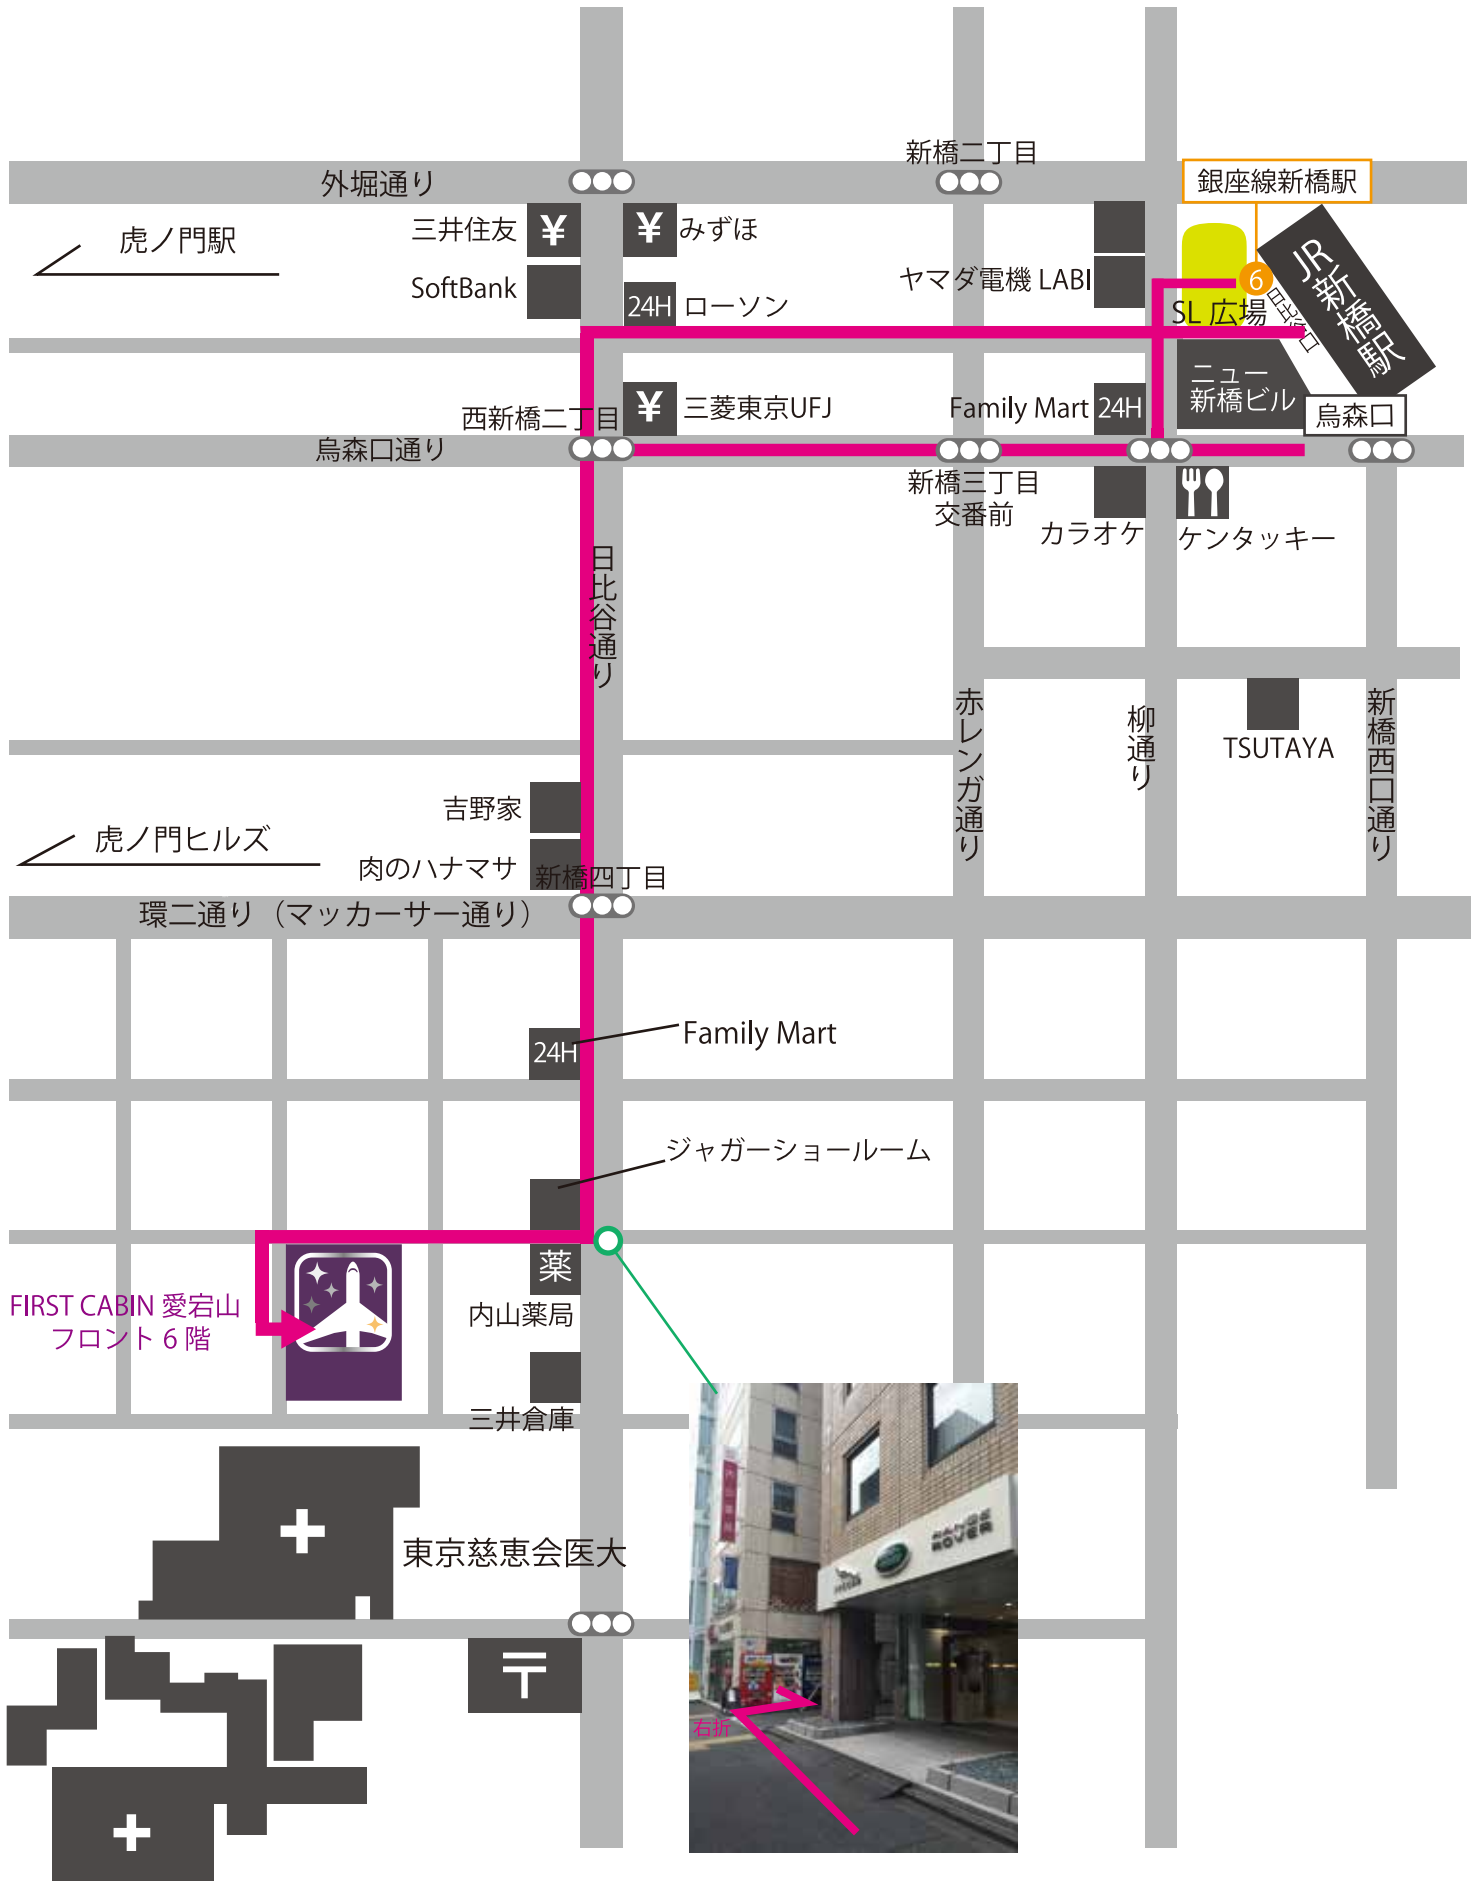 新橋二丁目
外堀通り
銀座線新橋駅
虎ノ門駅
三井住友
¥
¥
みずほ
SoftBank
24H
ローソン
ヤマダ電機 LABI
6
SL 広場
日比谷口
JR新橋駅
ニュー
新橋ビル
西新橋二丁目
¥
三菱東京UFJ
Family Mart
24H
烏森口
烏森口通り
新橋三丁目
交番前
カラオケ
ケンタッキー
日比谷通り
赤レンガ通り
柳通り
TSUTAYA
新橋西口通り
吉野家
虎ノ門ヒルズ
肉のハナマサ
新橋四丁目
環二通り（マッカーサー通り）
24H
Family Mart
ジャガーショールーム
薬
FIRST CABIN 愛宕山
フロント 6 階
内山薬局
三井倉庫
東京慈恵会医大
〒
内山薬局
RANGE
ROVER
右折